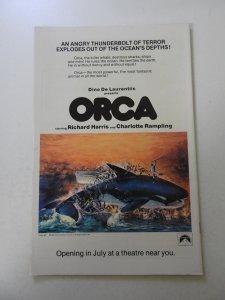 AN ANGRY THUNDERBOLT OF TERROR
EXPLODES OUT OF THE OCEAN'S DEPTHS!
Orca, the killer whale, destroys sharks, ships
and men! He rules the ocean. He terrifies the earth.
He is without mercy and without equal!
Orca—the most powerful, the most fantastic
animal in all the world!
Dino De Laurentiis
presents
ORCA
starring Richard Harris and Charlotte Rampling
Opening in July at a theatre near you.